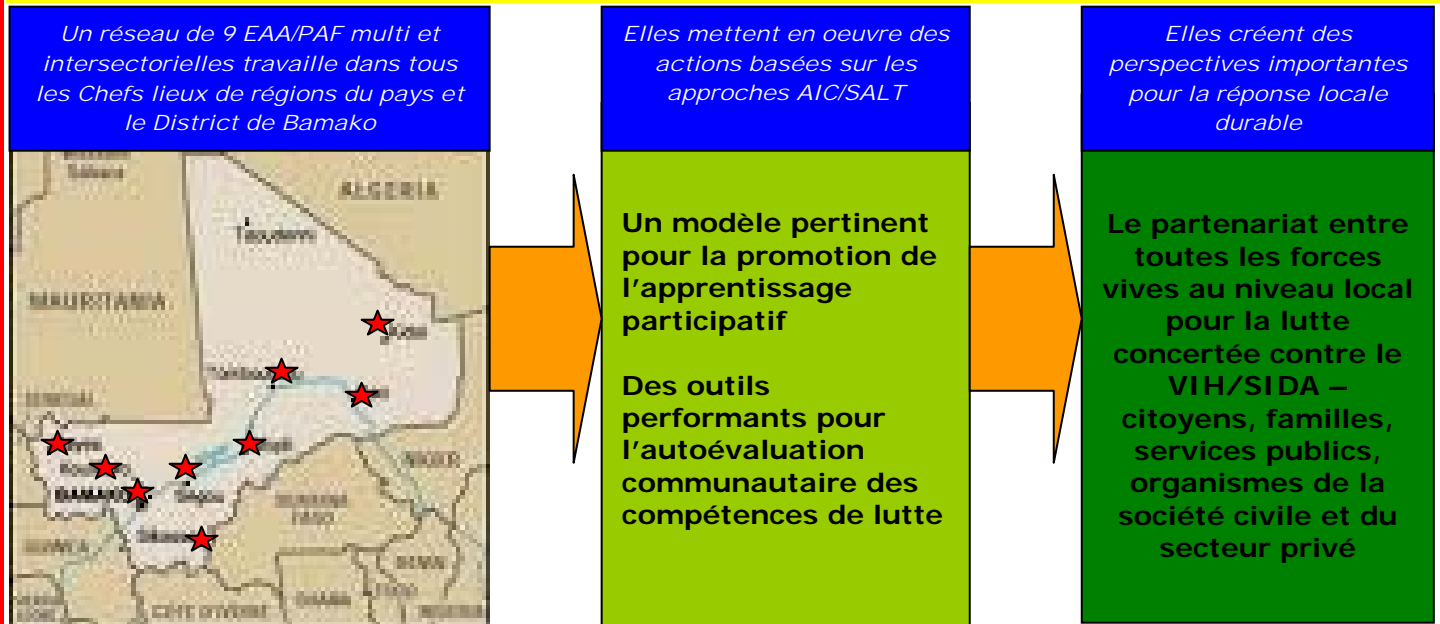 Un réseau de 9 EAA/PAF multi et
intersectorielles travaille dans tous
les Chefs lieux de régions du pays et
le District de Bamako
Elles mettent en oeuvre des
actions basées sur les
approches AIC/SALT
Elles créent des
perspectives importantes
pour la réponse locale
durable
ALGERIA
MAURITANIA
BAMAKO
CÔTE D'IVOIRE
GHANA
Un modèle pertinent
pour la promotion de
l'apprentissage
participatif
Des outils
performants pour
l'autoévaluation
communautaire des
compétences de lutte
Le partenariat entre
toutes les forces
vives au niveau local
pour la lutte
concertée contre le
VIH/SIDA –
citoyens, familles,
services publics,
organismes de la
société civile et du
secteur privé